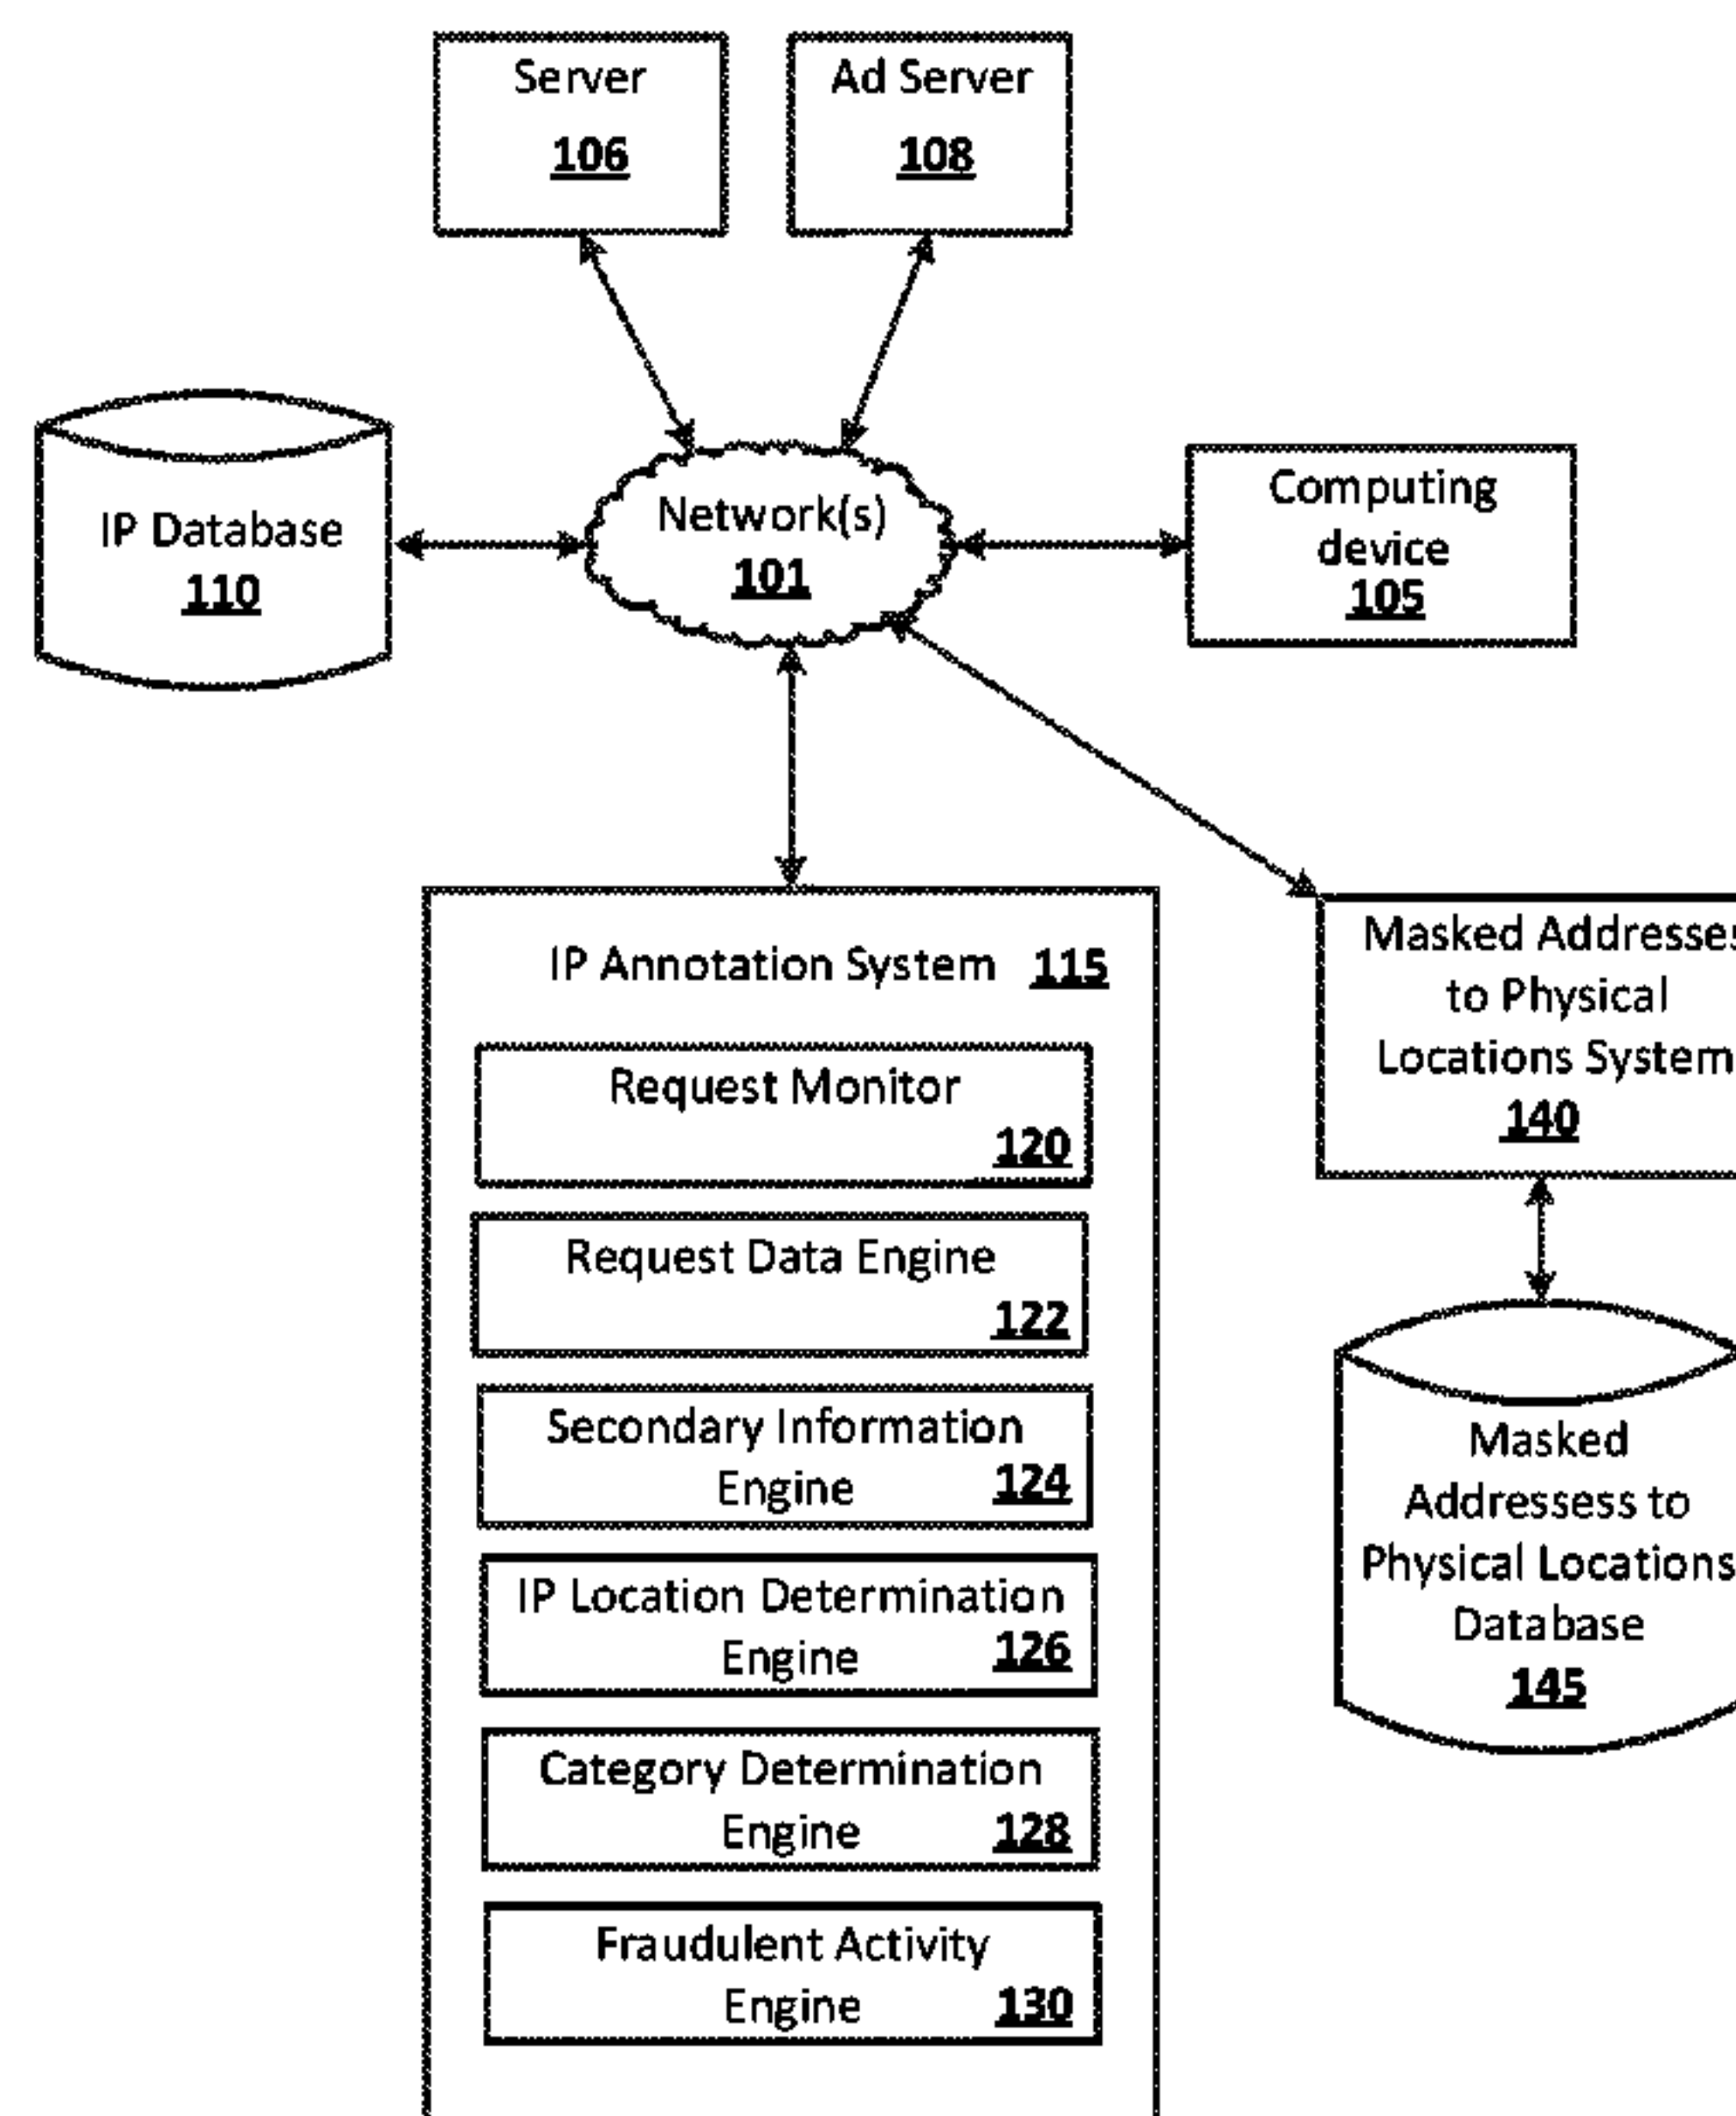 Server
106
Ad Server
108
IP Database
110
Network(s)
101
Computing
device
105
IP Annotation System 115
Request Monitor
120
Request Data Engine
122
Secondary Information
Engine 124
IP Location Determination
Engine 126
Category Determination
Engine 128
Fraudulent Activity
Engine 130
Masked Addresses
to Physical
Locations System
140
Masked
Addressess to
Physical Locations
Database
145